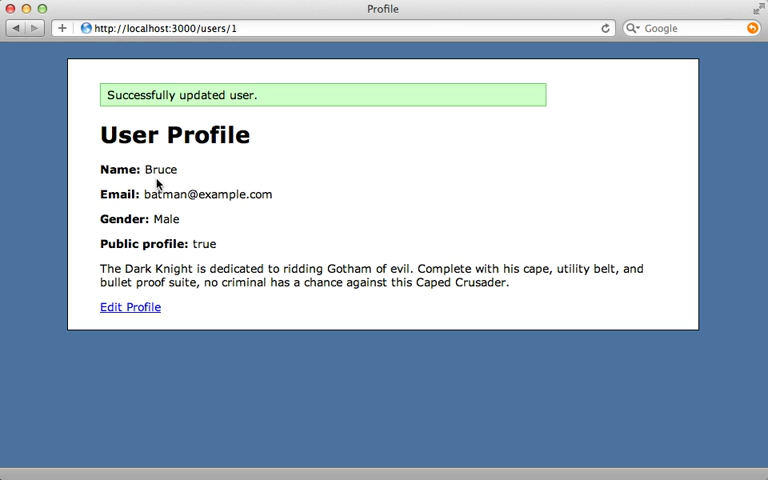 Profile
http://localhost:3000/users/1
Google
Successfully updated user.
User Profile
Name: Bruce
Email: batman@example.com
Gender: Male
Public profile: true
The Dark Knight is dedicated to ridding Gotham of evil. Complete with his cape, utility belt, and
bullet proof suite, no criminal has a chance against this Caped Crusader.
Edit Profile